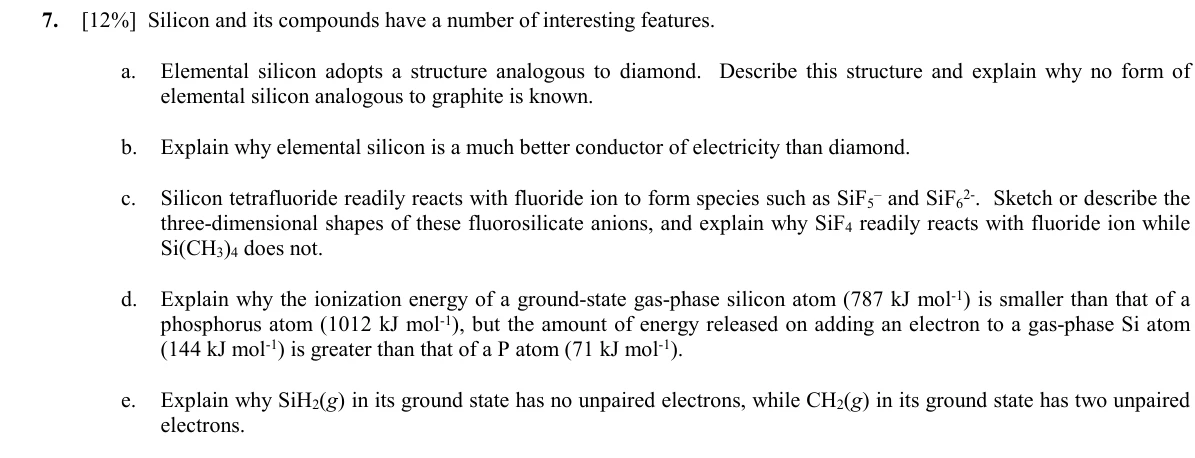 7. [12%] Silicon and its compounds have a number of interesting features.
a. Elemental silicon adopts a structure analogous to diamond. Describe this structure and explain why no form of
elemental silicon analogous to graphite is known.
b. Explain why elemental silicon is a much better conductor of electricity than diamond.
c. Silicon tetrafluoride readily reacts with fluoride ion to form species such as SiF₅⁻ and SiF₆²⁻. Sketch or describe the
three-dimensional shapes of these fluorosilicate anions, and explain why SiF₄ readily reacts with fluoride ion while
Si(CH₃)₄ does not.
d. Explain why the ionization energy of a ground-state gas-phase silicon atom (787 kJ mol⁻¹) is smaller than that of a
phosphorus atom (1012 kJ mol⁻¹), but the amount of energy released on adding an electron to a gas-phase Si atom
(144 kJ mol⁻¹) is greater than that of a P atom (71 kJ mol⁻¹).
e. Explain why SiH₂(g) in its ground state has no unpaired electrons, while CH₂(g) in its ground state has two unpaired
electrons.